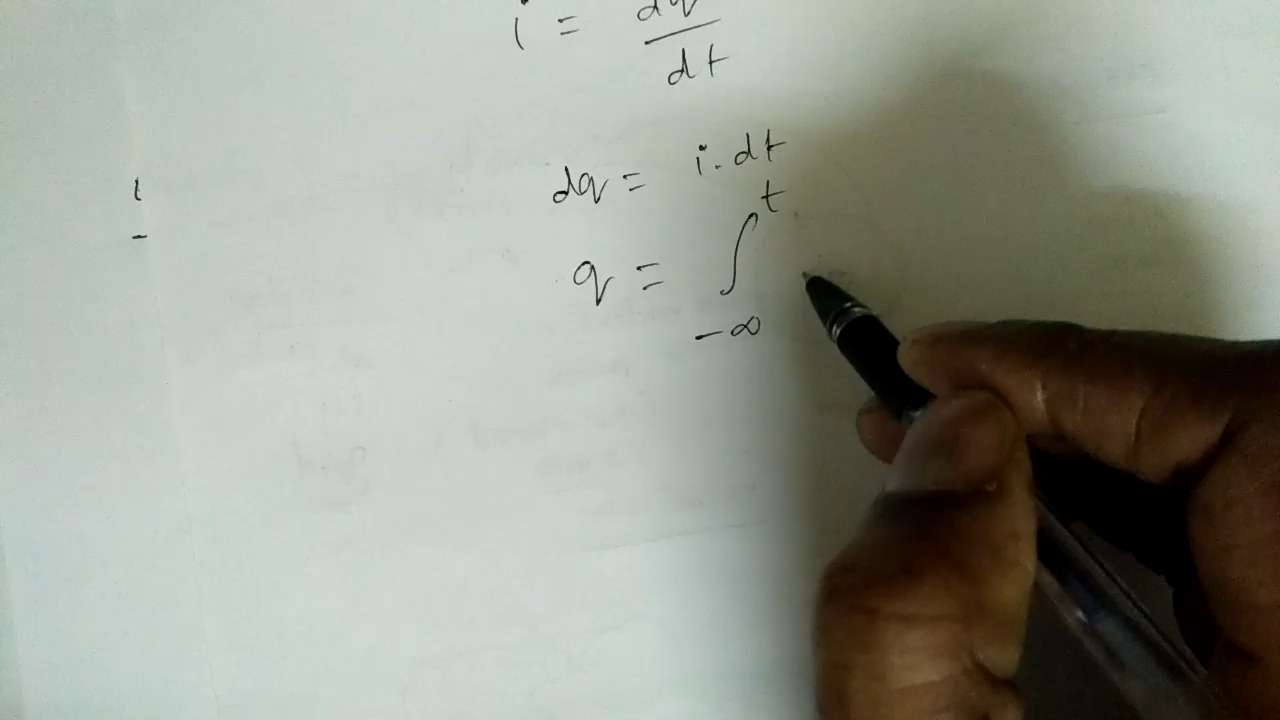 i = dq/dt
dq = i.dt
q = ∫_{-∞}^{t}